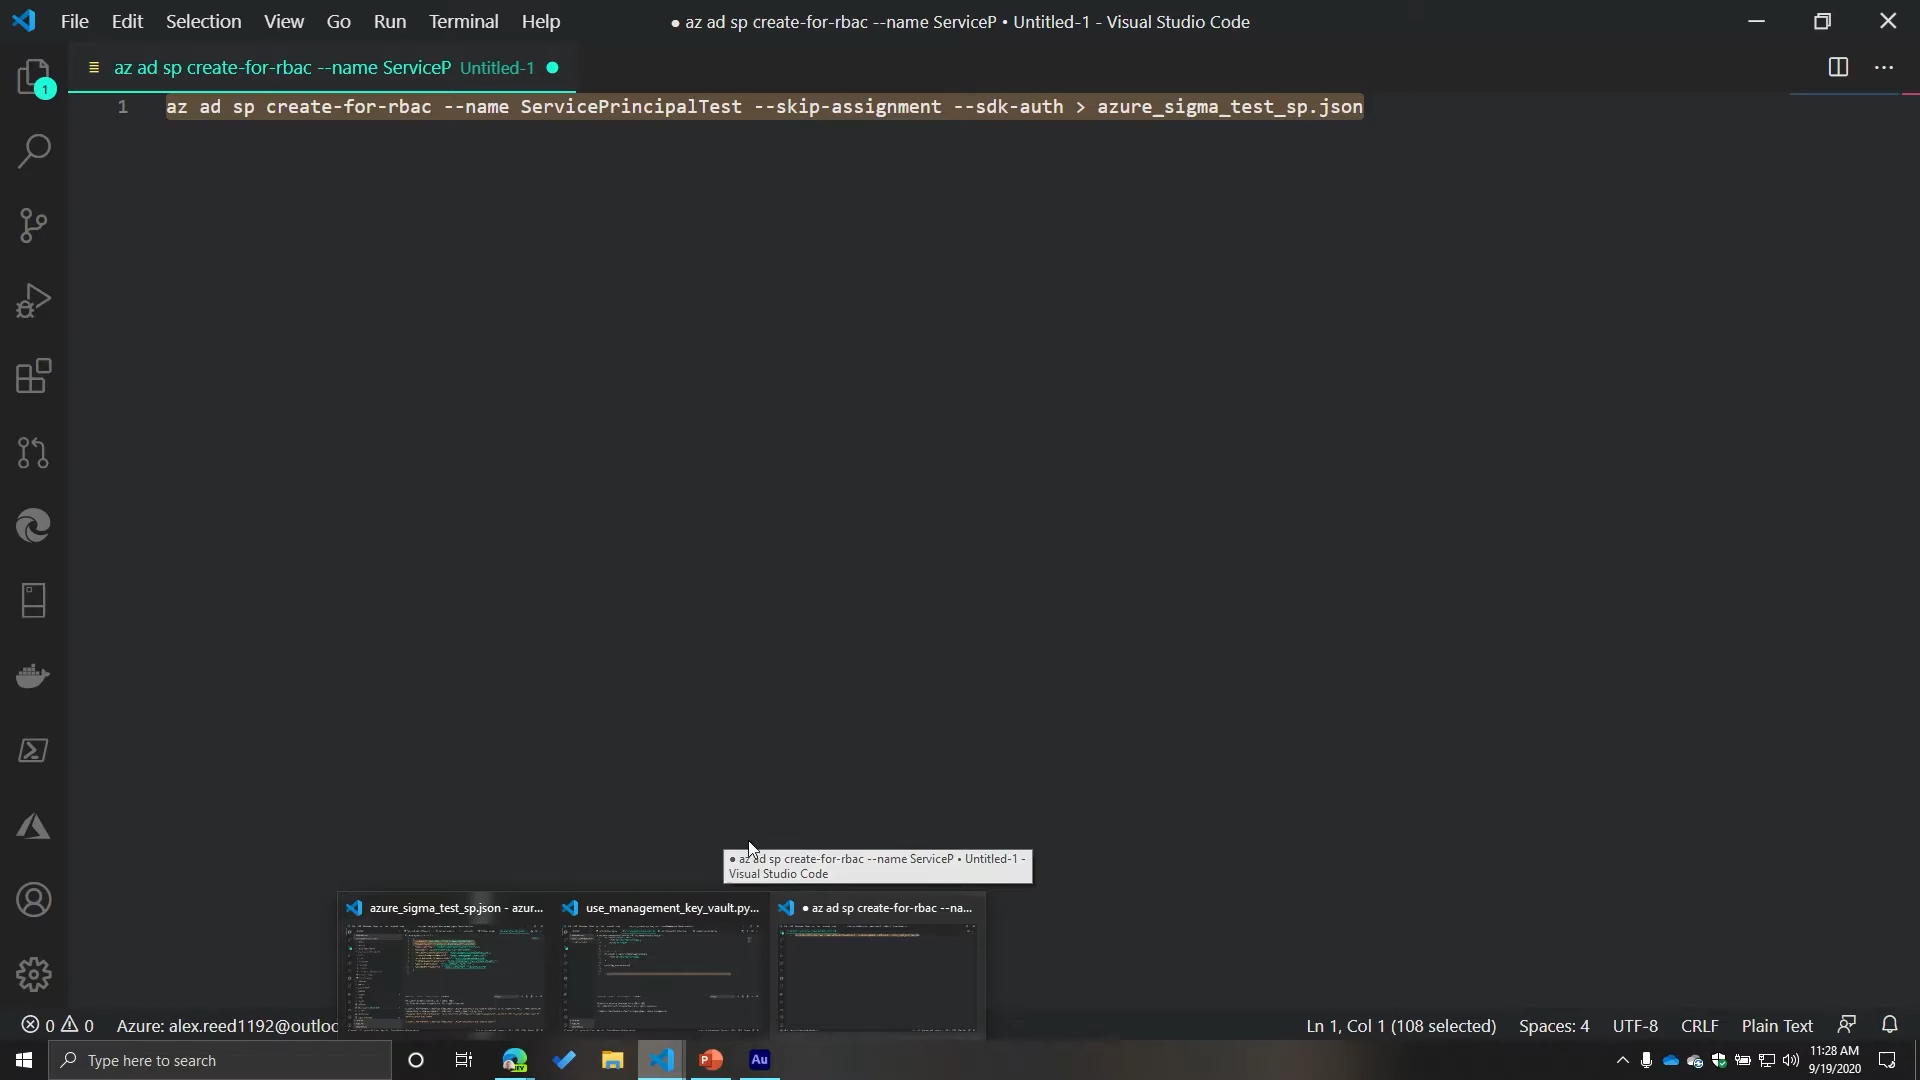 File Edit Selection View Go Run Terminal Help
● az ad sp create-for-rbac --name ServiceP • Untitled-1 - Visual Studio Code
az ad sp create-for-rbac --name ServiceP Untitled-1 ●
1
1 az ad sp create-for-rbac --name ServicePrincipalTest --skip-assignment --sdk-auth > azure_sigma_test_sp.json
● az ad sp create-for-rbac --name ServiceP • Untitled-1 -
Visual Studio Code
azure_sigma_test_sp.json - azur...
use_management_key_vault.py...
● az ad sp create-for-rbac --na...
0 0 Azure: alex.reed1192@outloo
Ln 1, Col 1 (108 selected) Spaces: 4 UTF-8 CRLF Plain Text
Type here to search
Au
11:28 AM
9/19/2020